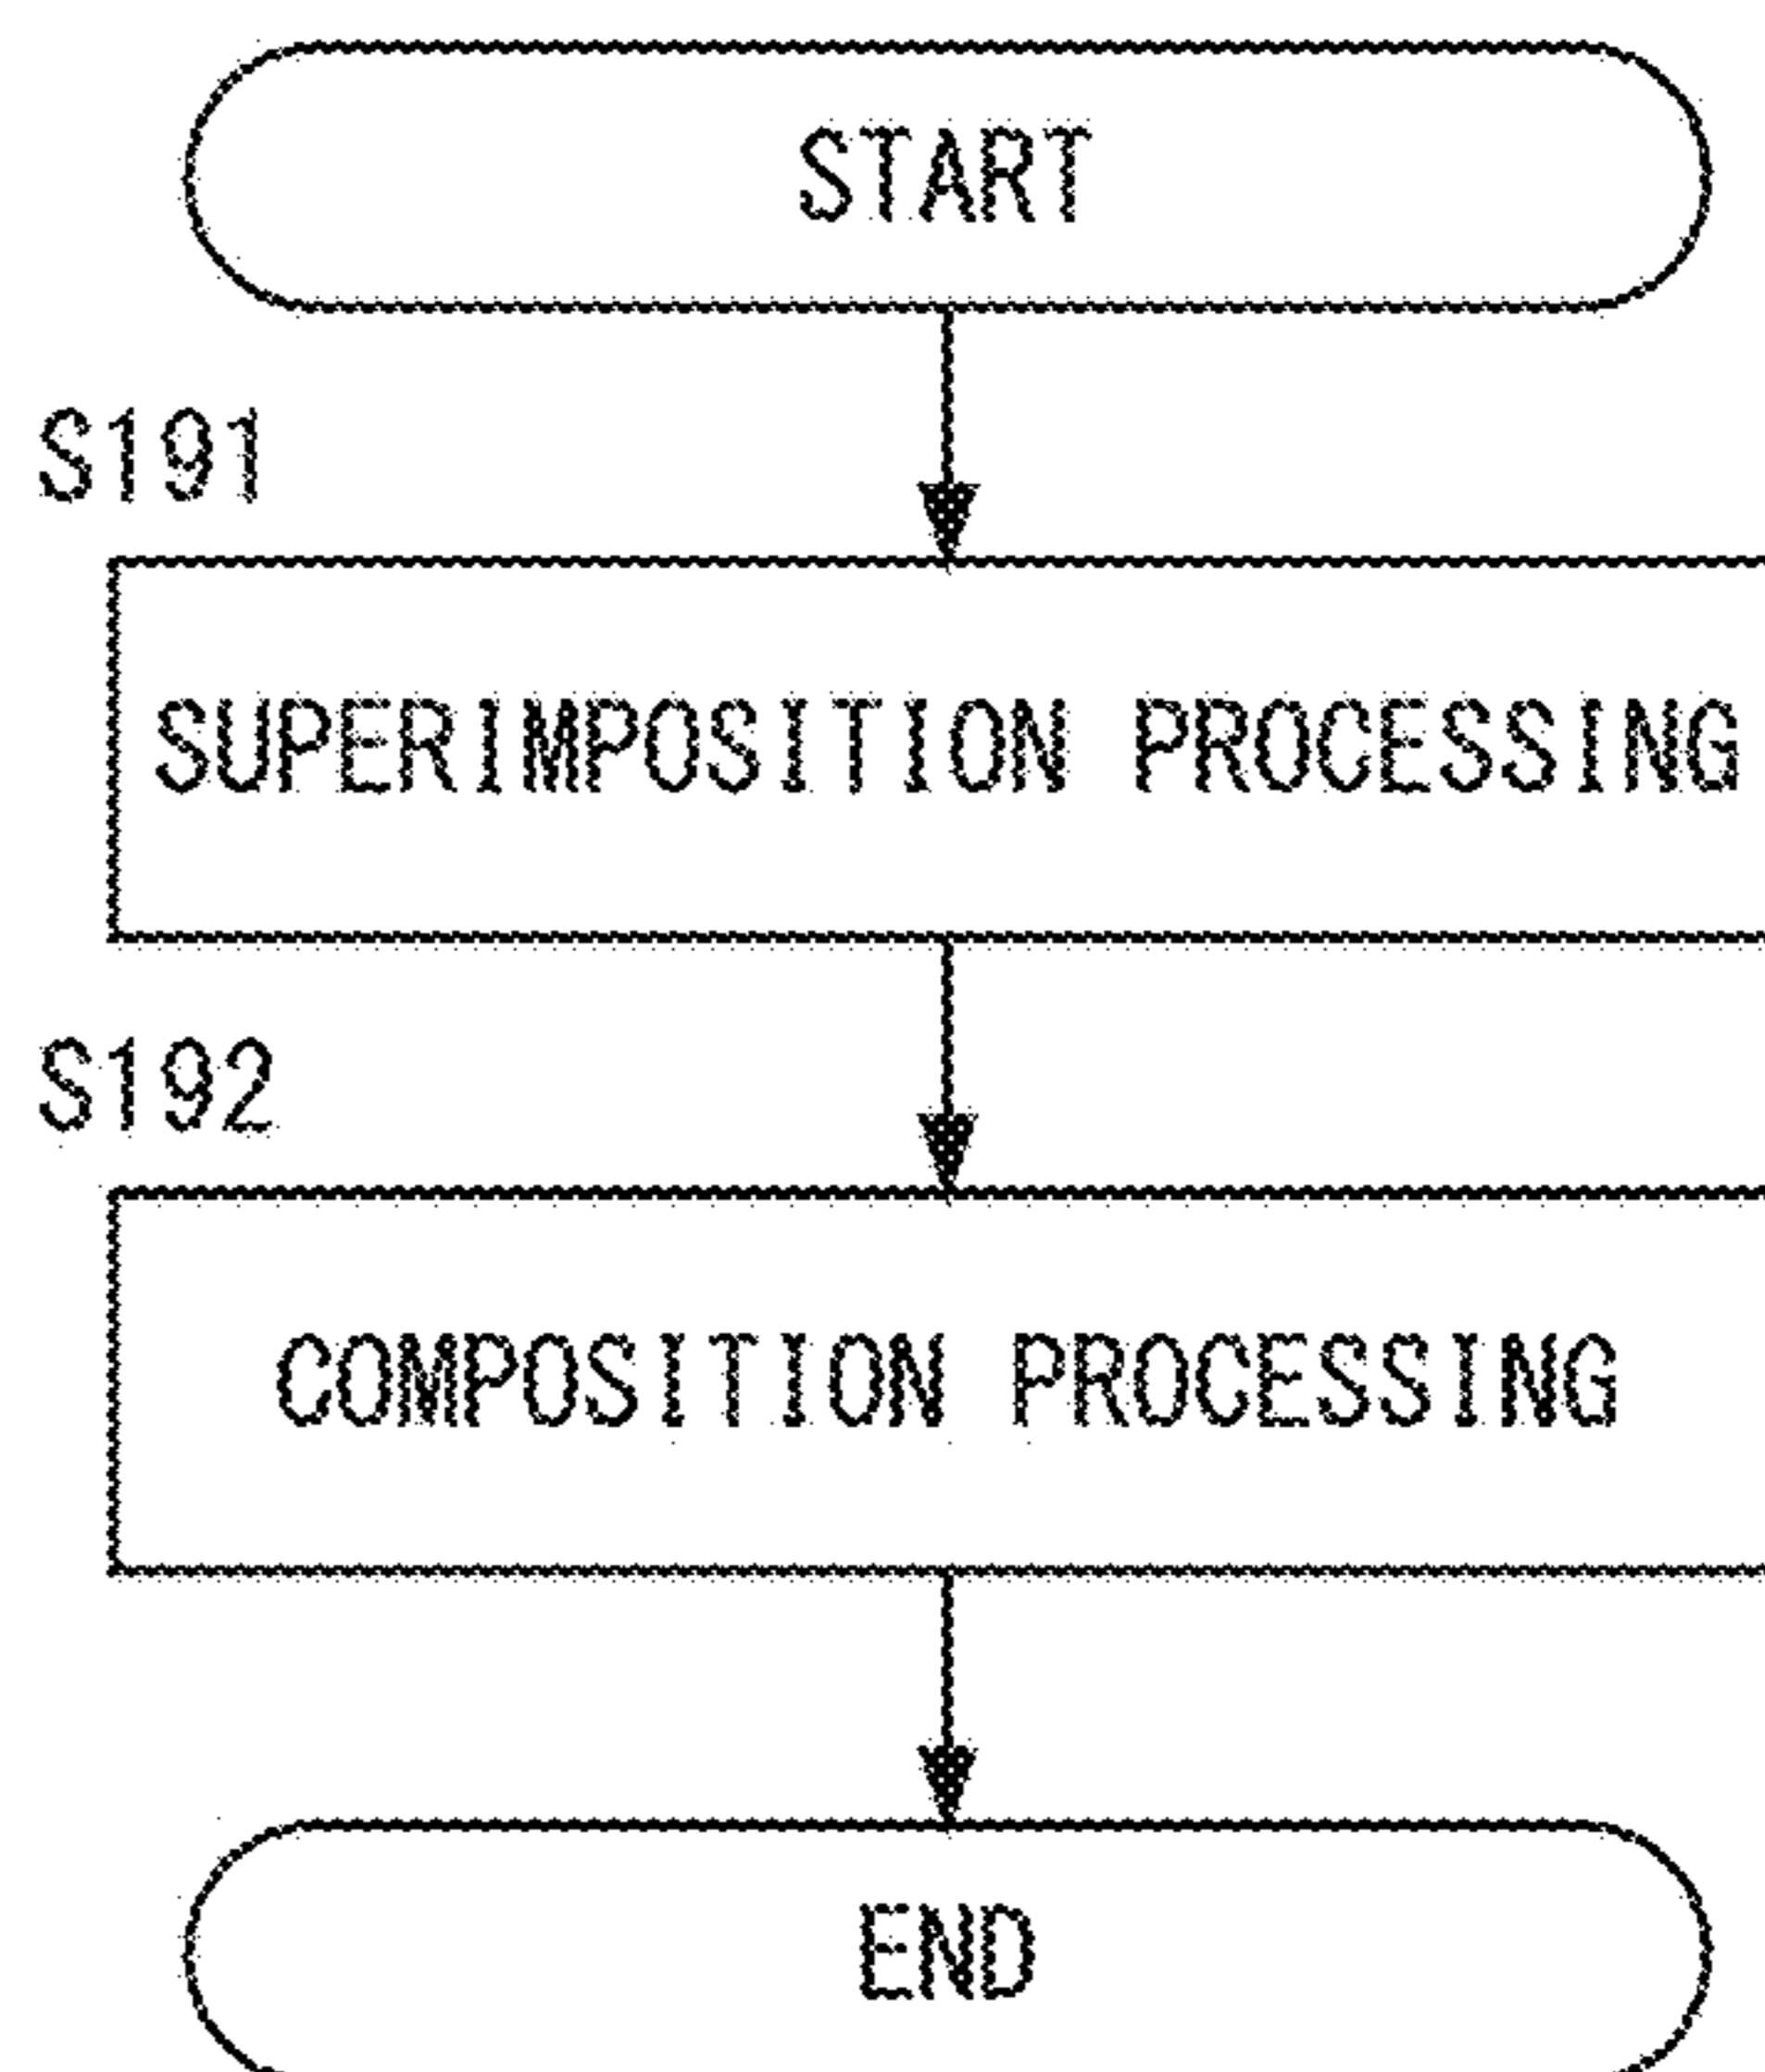 START
S191
SUPERIMPOSITION PROCESSING
S192
COMPOSITION PROCESSING
END